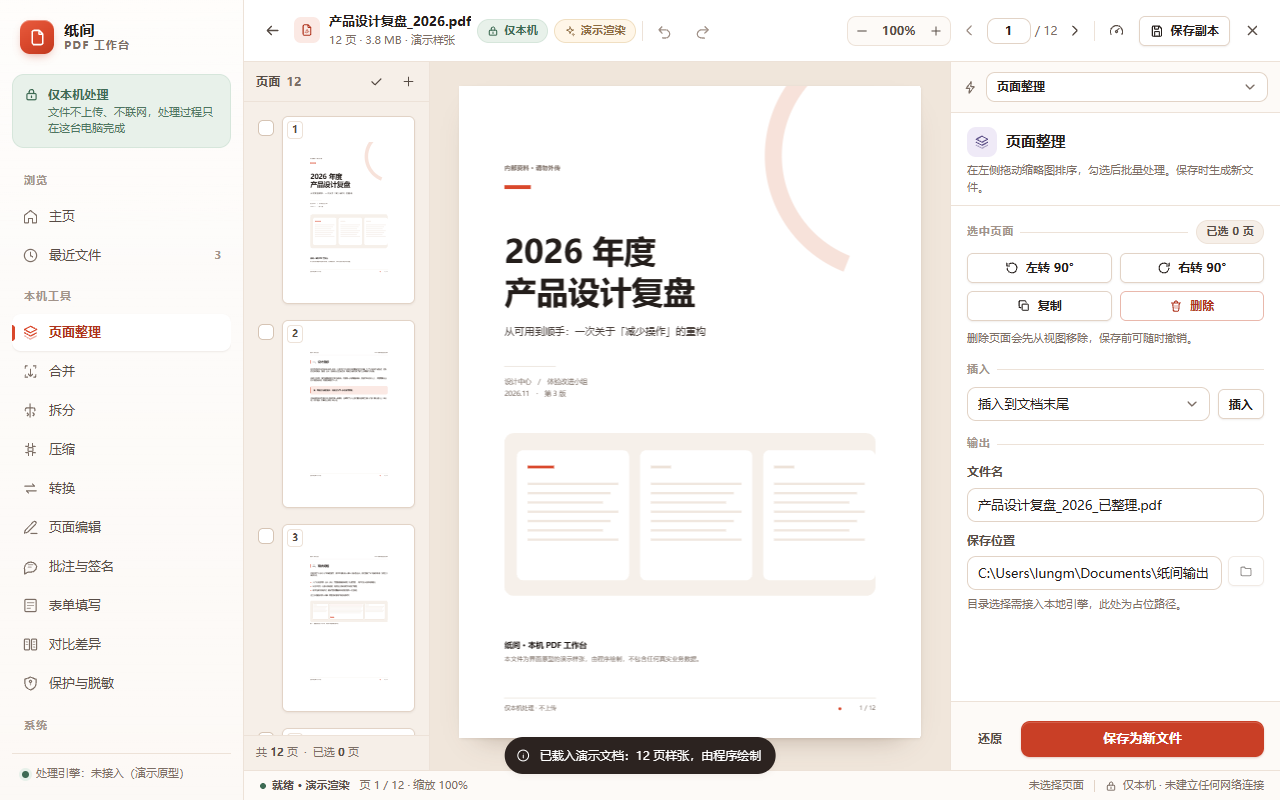 纸间
PDF 工作台
仅本机处理
文件不上传、不联网，处理过程只
在这台电脑完成
浏览
主页
最近文件 3
本机工具
页面整理
合并
拆分
压缩
转换
页面编辑
批注与签名
表单填写
对比差异
保护与脱敏
系统
处理引擎：未接入（演示原型）
产品设计复盘_2026.pdf
12 页 · 3.8 MB · 演示样张
仅本机
演示渲染
100%
1 / 12
保存副本
页面 12
1
2026 年度
产品设计复盘
2
3
共 12 页 · 已选 0 页
内部资料 · 请勿外传
2026 年度
产品设计复盘
从可用到顺手：一次关于「减少操作」的重构
设计中心 / 体验改进小组
2026.11 · 第 3 版
纸间 · 本机 PDF 工作台
本文件为界面原型的演示样张，由程序绘制，不包含任何真实业务数据。
仅本机处理 · 不上传
1 / 12
已载入演示文档：12 页样张，由程序绘制
页面整理
页面整理
在左侧拖动缩略图排序，勾选后批量处理。保存时生成新文
件。
选中页面 已选 0 页
左转 90°
右转 90°
复制
删除
删除页面会先从视图移除，保存前可随时撤销。
插入
插入到文档末尾
插入
输出
文件名
产品设计复盘_2026_已整理.pdf
保存位置
C:\Users\lungm\Documents\纸间输出
目录选择需接入本地引擎，此处为占位路径。
还原
保存为新文件
就绪 · 演示渲染 页 1 / 12 · 缩放 100%
未选择页面
仅本机 · 未建立任何网络连接